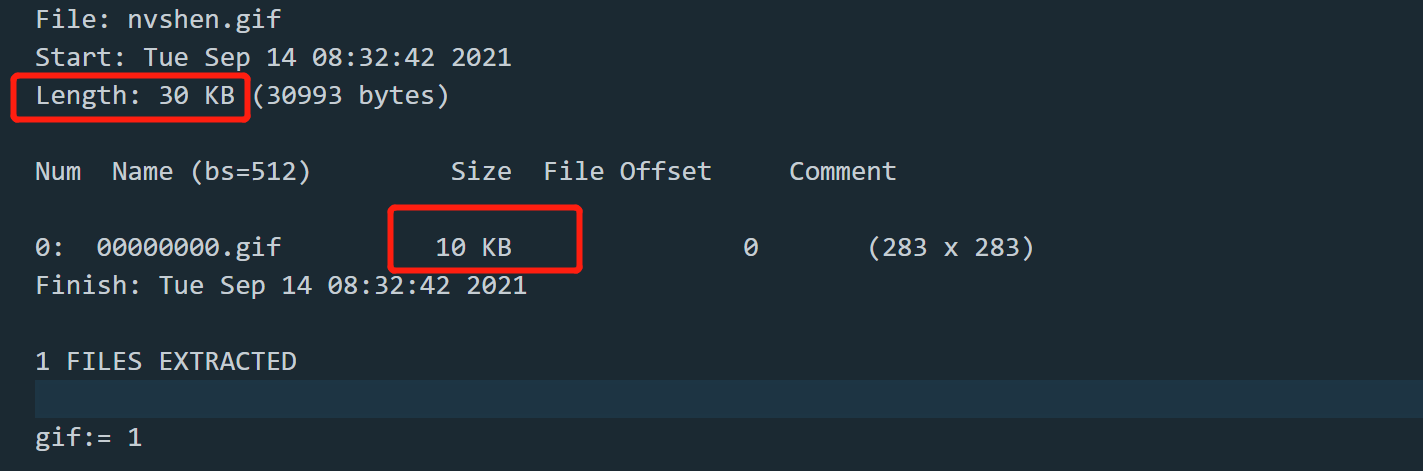 File: nvshen.gif
Start: Tue Sep 14 08:32:42 2021
Length: 30 KB (30993 bytes)
Num  Name (bs=512)         Size  File Offset     Comment
0:  00000000.gif          10 KB               0       (283 x 283)
Finish: Tue Sep 14 08:32:42 2021
1 FILES EXTRACTED
gif:= 1